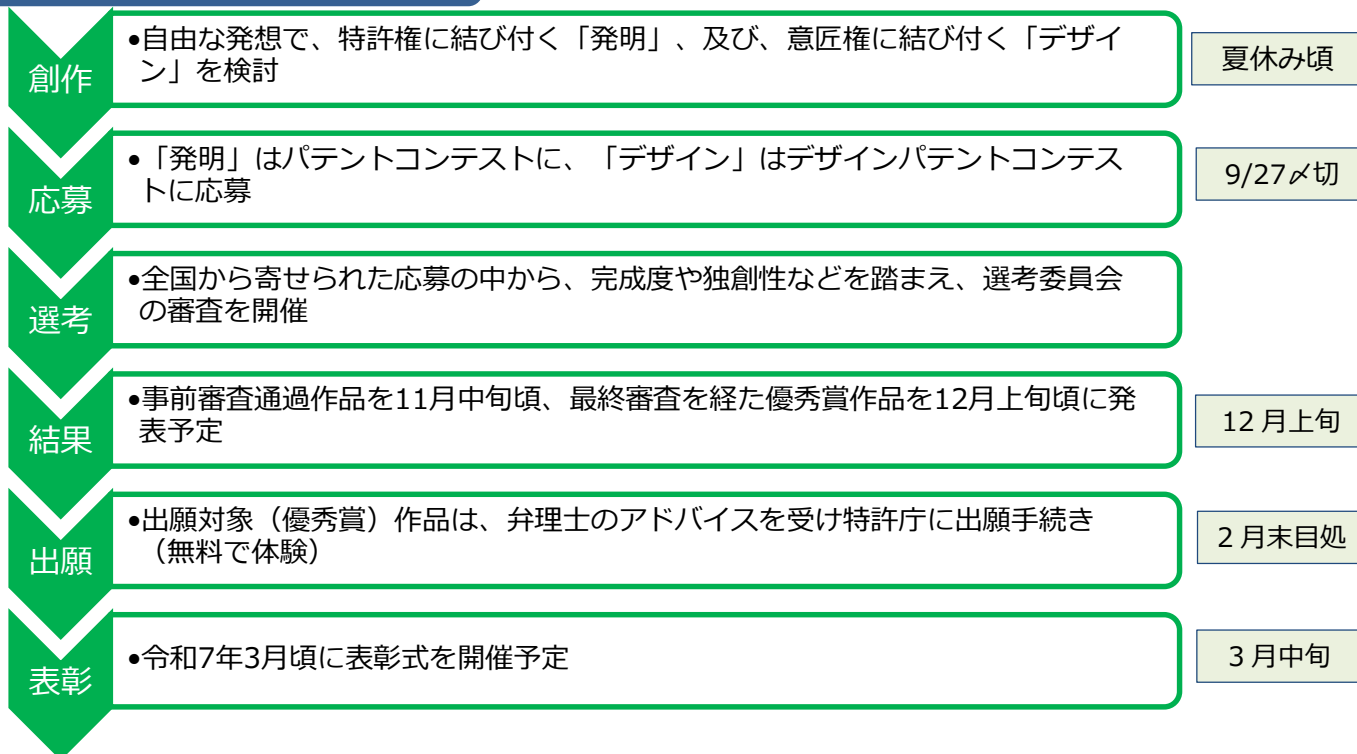 創作
•自由な発想で、特許権に結び付く「発明」、及び、意匠権に結び付く「デザイ
ン」を検討
夏休み頃
応募
•「発明」はパテントコンテストに、「デザイン」はデザインパテントコンテス
トに応募
9/27〆切
選考
•全国から寄せられた応募の中から、完成度や独創性などを踏まえ、選考委員会
の審査を開催
結果
•事前審査通過作品を11月中旬頃、最終審査を経た優秀賞作品を12月上旬頃に発
表予定
12月上旬
出願
•出願対象（優秀賞）作品は、弁理士のアドバイスを受け特許庁に出願手続き
（無料で体験）
2月末目処
表彰
•令和7年3月頃に表彰式を開催予定
3月中旬